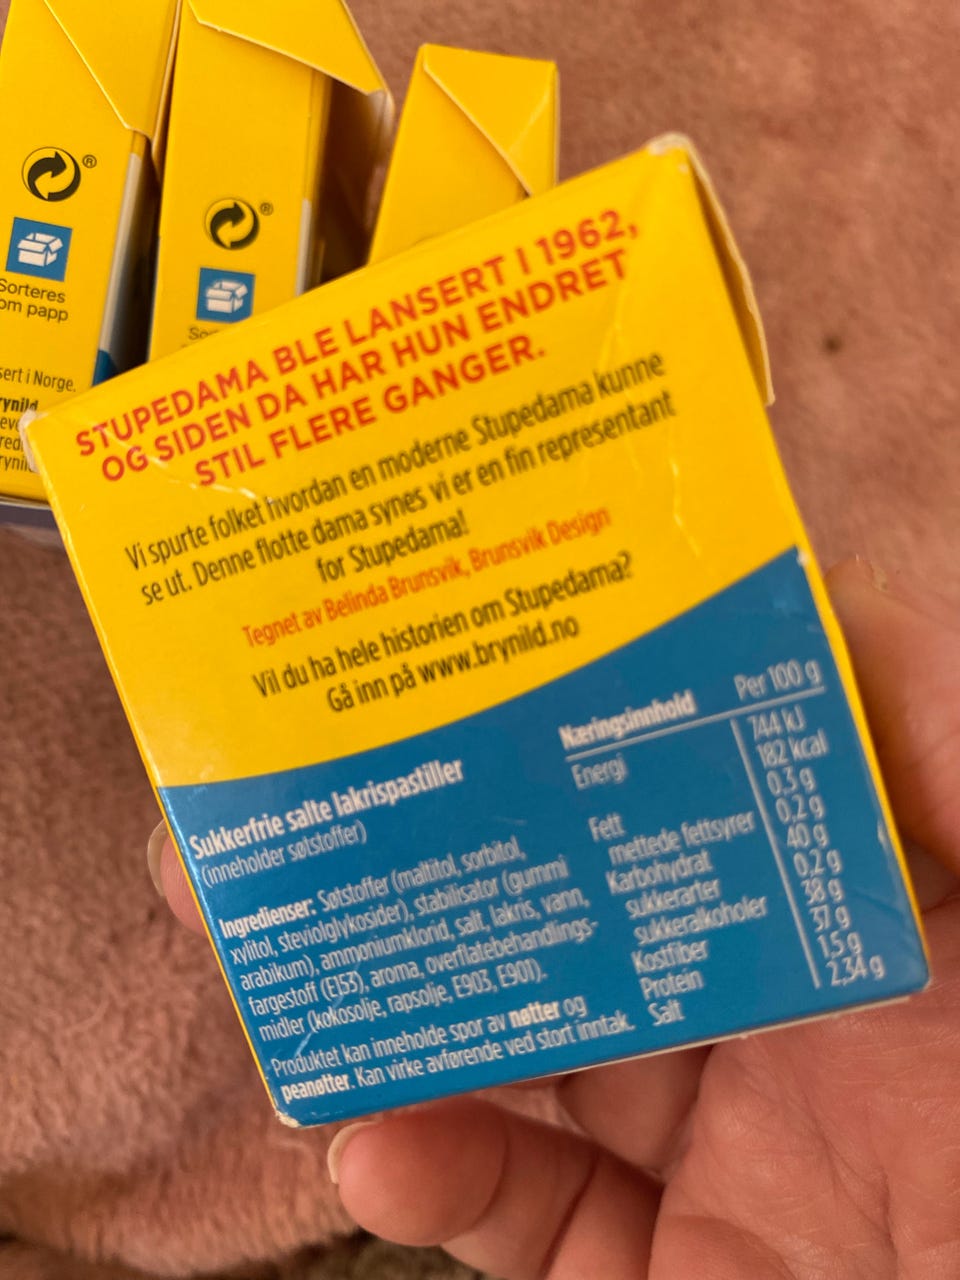 ®
Sorteres
om papp
sert i Norge.
®
STUPEDAMA BLE LANSERT I 1962,
OG SIDEN DA HAR HUN ENDRET
STIL FLERE GANGER.
Vi spurte folket hvordan en moderne Stupedama kunne
se ut. Denne flotte dama synes vi er en fin representant
for Stupedama!
Tegnet av Belinda Brunsvik, Brunsvik Design
Vil du ha hele historien om Stupedama?
Gå inn på www.brynild.no
Sukkerfrie salte lakrispastiller
(inneholder søtstoffer)
Ingredienser: Søtstoffer (maltitol, sorbitol,
xylitol, steviolglykosider), stabilisator (gummi
arabikum), ammoniumklorid, salt, lakris, vann,
fargestoff (E153), aroma, overflatebehandlings-
midler (kokosolje, rapsolje, E903, E901).
Produktet kan inneholde spor av nøtter og
peanøtter. Kan virke avførende ved stort inntak.
Næringsinnhold Per 100 g
Energi 744 kJ
182 kcal
Fett 0,3 g
mettede fettsyrer 0,2 g
Karbohydrat 40 g
sukkerarter 0,2 g
sukkeralkoholer 38 g
Kostfiber 37 g
Protein 1,5 g
Salt 2,34 g